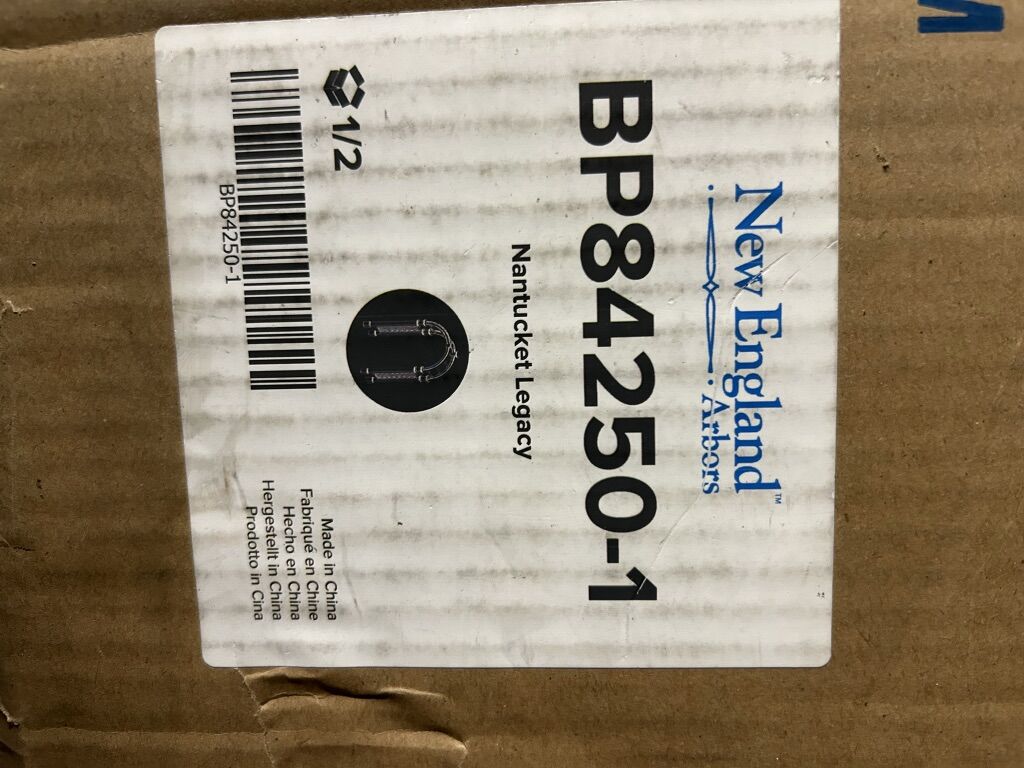 New England™
Arbors
BP84250-1
Nantucket Legacy
1/2
BP84250-1
Made in China
Fabriqué en Chine
Hecho en China
Hergestellt in China
Prodotto in Cina